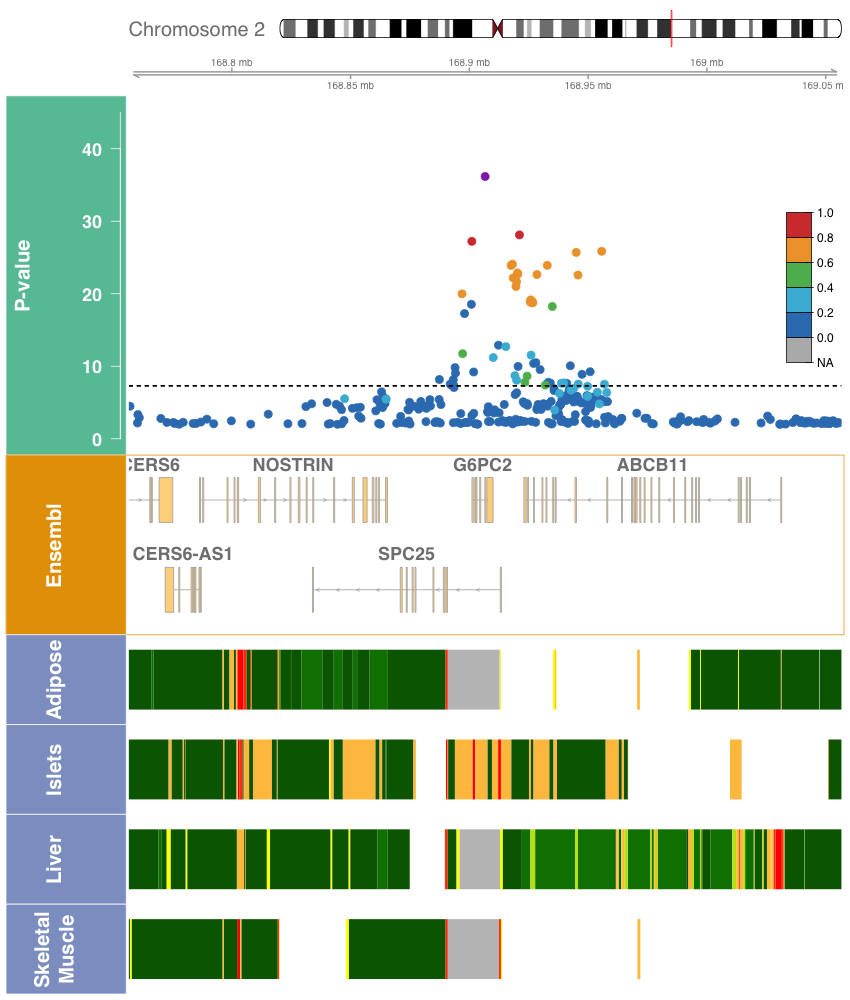 Chromosome 2
168.8 mb
168.9 mb
169 mb
168.85 mb
168.95 mb
169.05 m
P-value
40
30
20
10
0
1.0
0.8
0.6
0.4
0.2
0.0
NA
Ensembl
CERS6
NOSTRIN
G6PC2
ABCB11
CERS6-AS1
SPC25
Adipose
Islets
Liver
Skeletal
Muscle